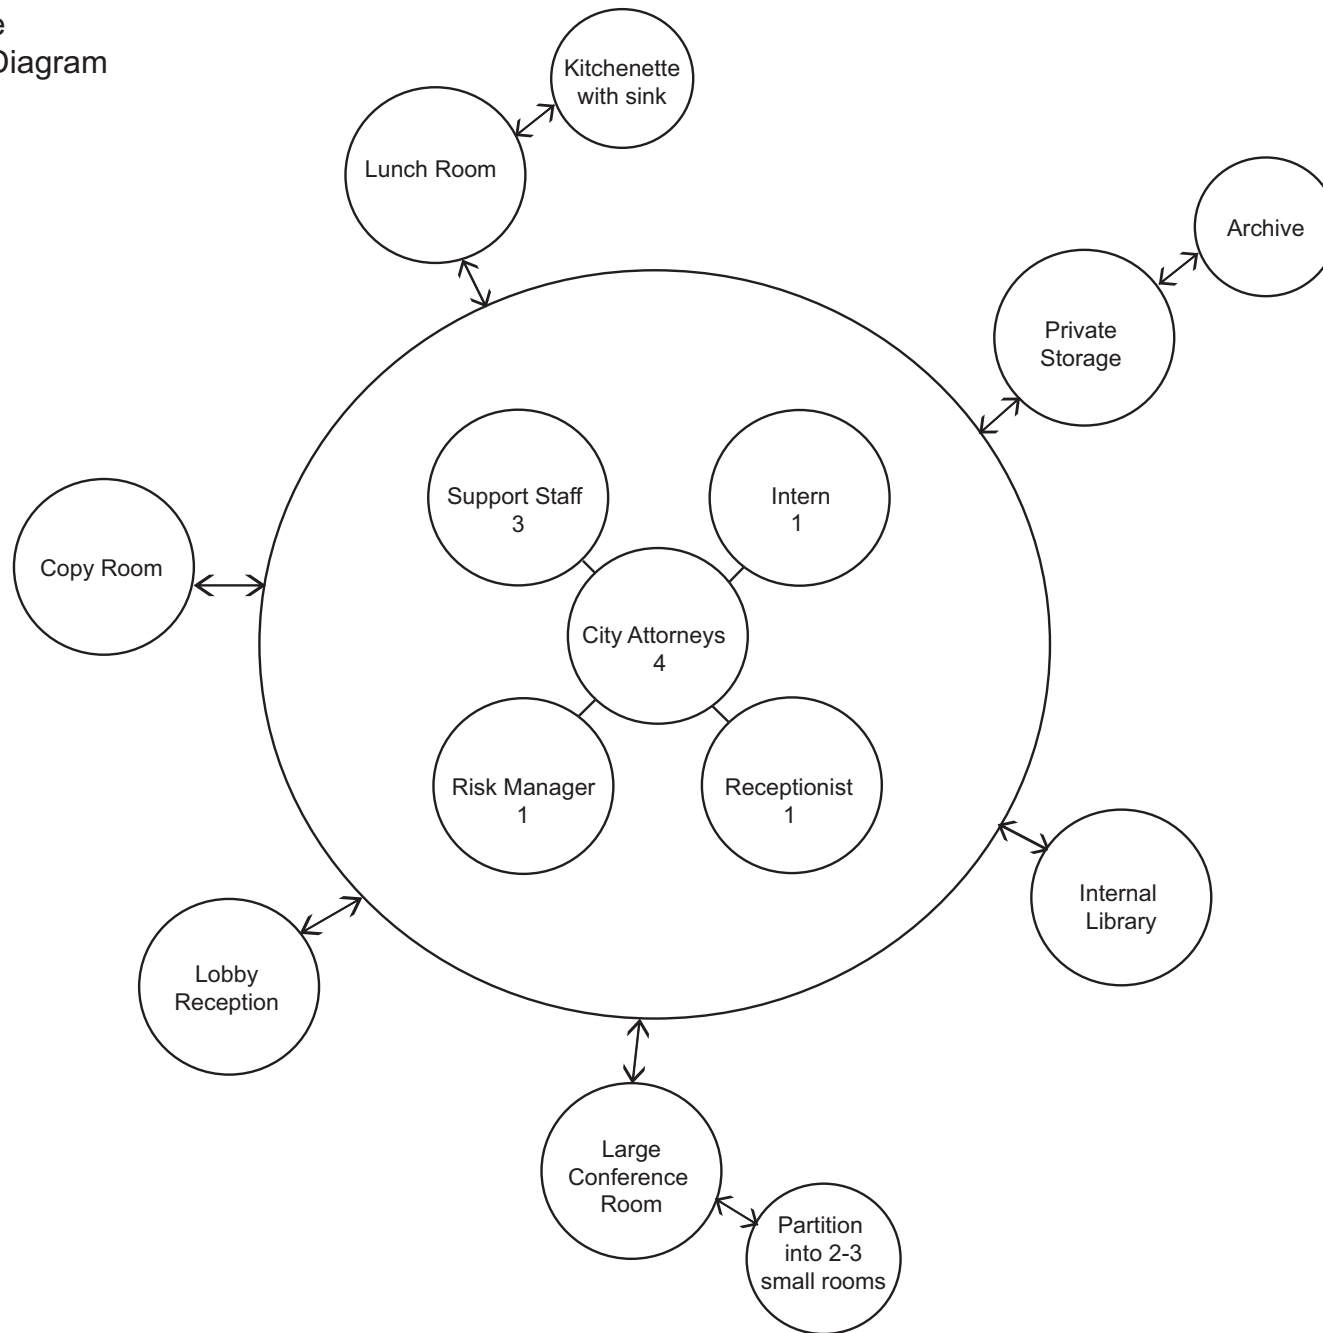 Diagram
Kitchenette
with sink
Lunch Room
Archive
Private
Storage
Support Staff
3
Intern
1
Copy Room
City Attorneys
4
Risk Manager
1
Receptionist
1
Internal
Library
Lobby
Reception
Large
Conference
Room
Partition
into 2-3
small rooms